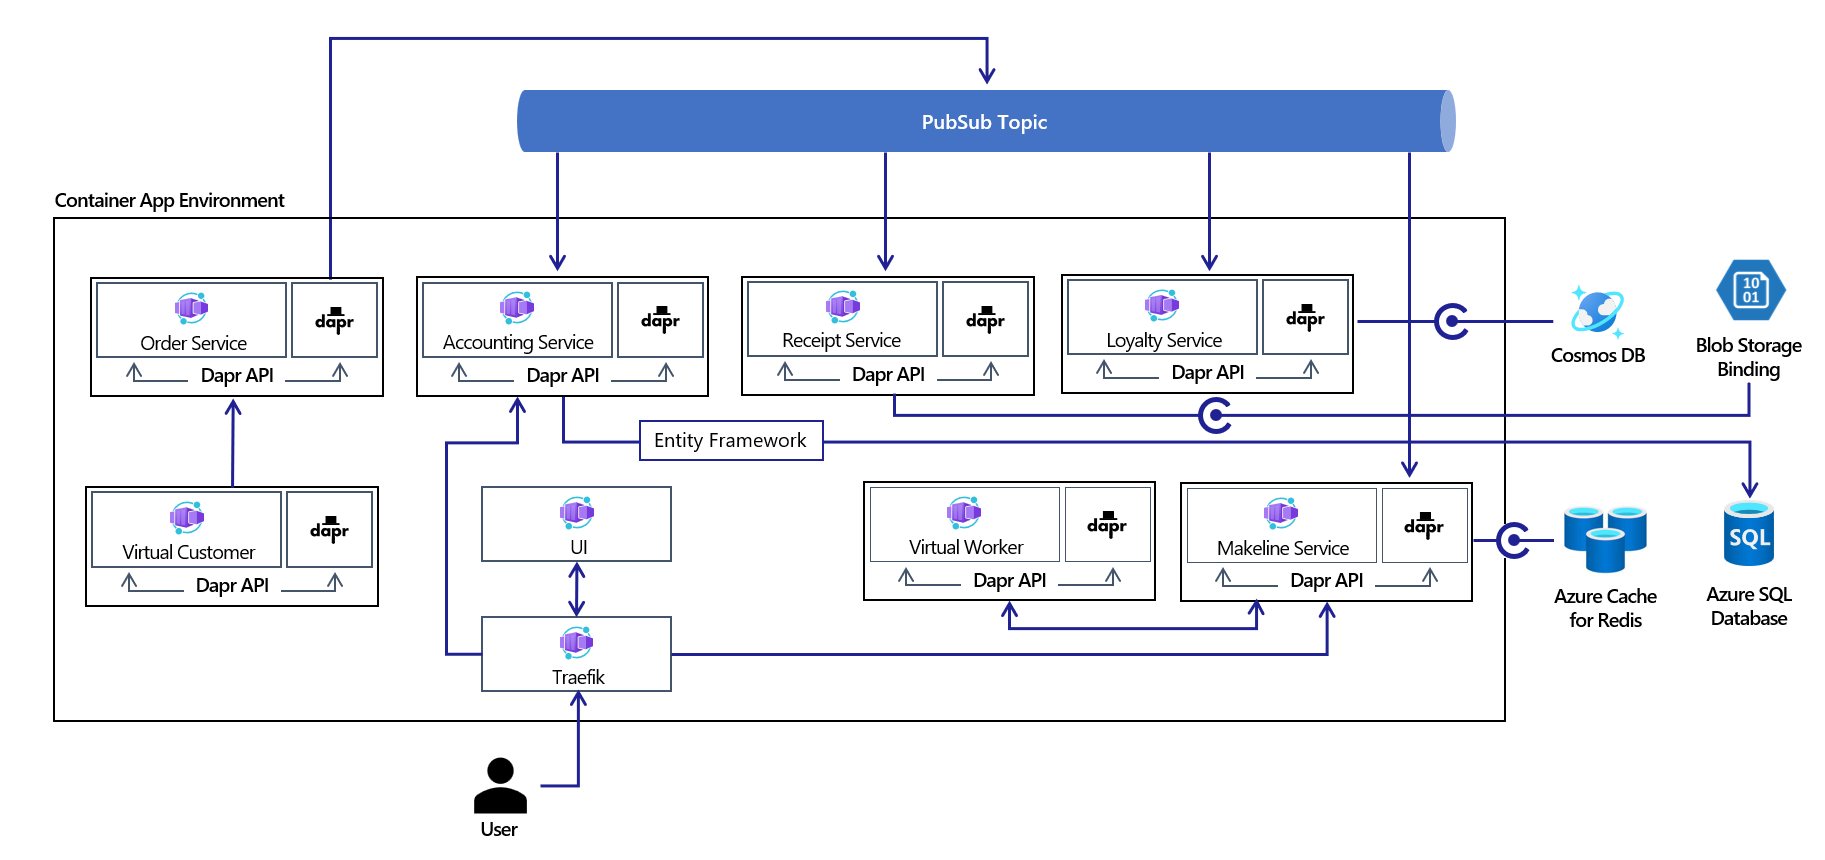 PubSub Topic
Container App Environment
Order Service
dapr
Dapr API
Accounting Service
dapr
Dapr API
Receipt Service
dapr
Dapr API
Loyalty Service
dapr
Dapr API
Cosmos DB
10
01
Blob Storage
Binding
Entity Framework
Virtual Customer
dapr
Dapr API
UI
Traefik
Virtual Worker
dapr
Dapr API
Makeline Service
dapr
Dapr API
Azure Cache
for Redis
SQL
Azure SQL
Database
User